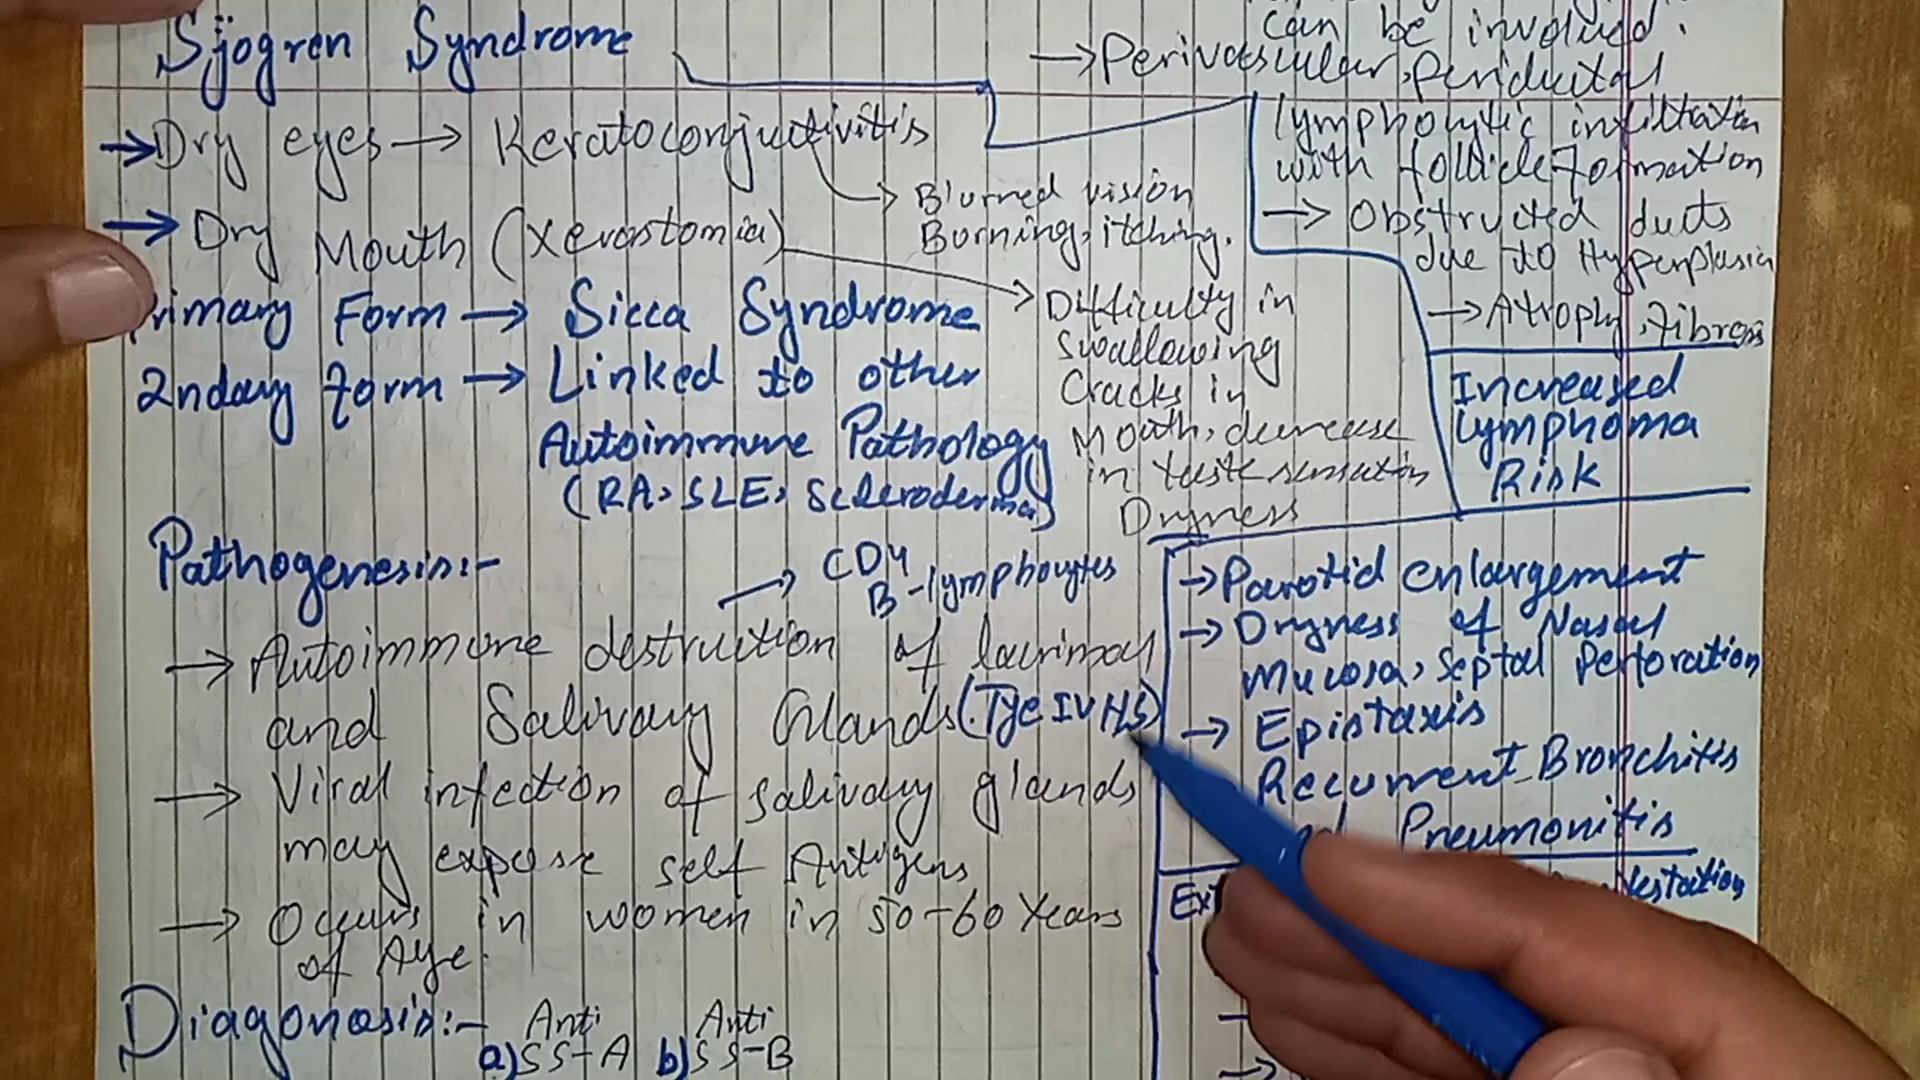 Sjogren Syndrome
→ Dry eyes → Keratoconjuctivitis
→ Blurred vision
Burning, itching.
→ Dry Mouth (Xerostomia)
→ Difficulty in
Swallowing
Cracks in
Mouth, decrease
in taste sensation
Dryness
Primary Form → Sicca Syndrome
2nday form → Linked to other
Autoimmune Pathology
(RA, SLE, Scleroderma)
Pathogenesis:-
→ CD4
B-lymphocytes
→ Autoimmune destruction of lacrimal
and Salivary Glands (Tye IV HS)
→ Viral infection of salivary glands
may expose self Antigens
→ Occurs in women in 50-60 Years
of Age.
Diagonosis:-
a) Anti SS-A b) Anti SS-B
can be involved.
→ Perivascular, periductal
lymphocytic infiltration
with follicle formation
→ Obstructed ducts
due to Hyperplasia
→ Atrophy, fibrosis
Increased
lymphoma
Risk
→ Parotid enlargement
→ Dryness of Nasal
Mucosa, septal Perforation
→ Epistaxis
Recurrent Bronchitis
Pneumonitis